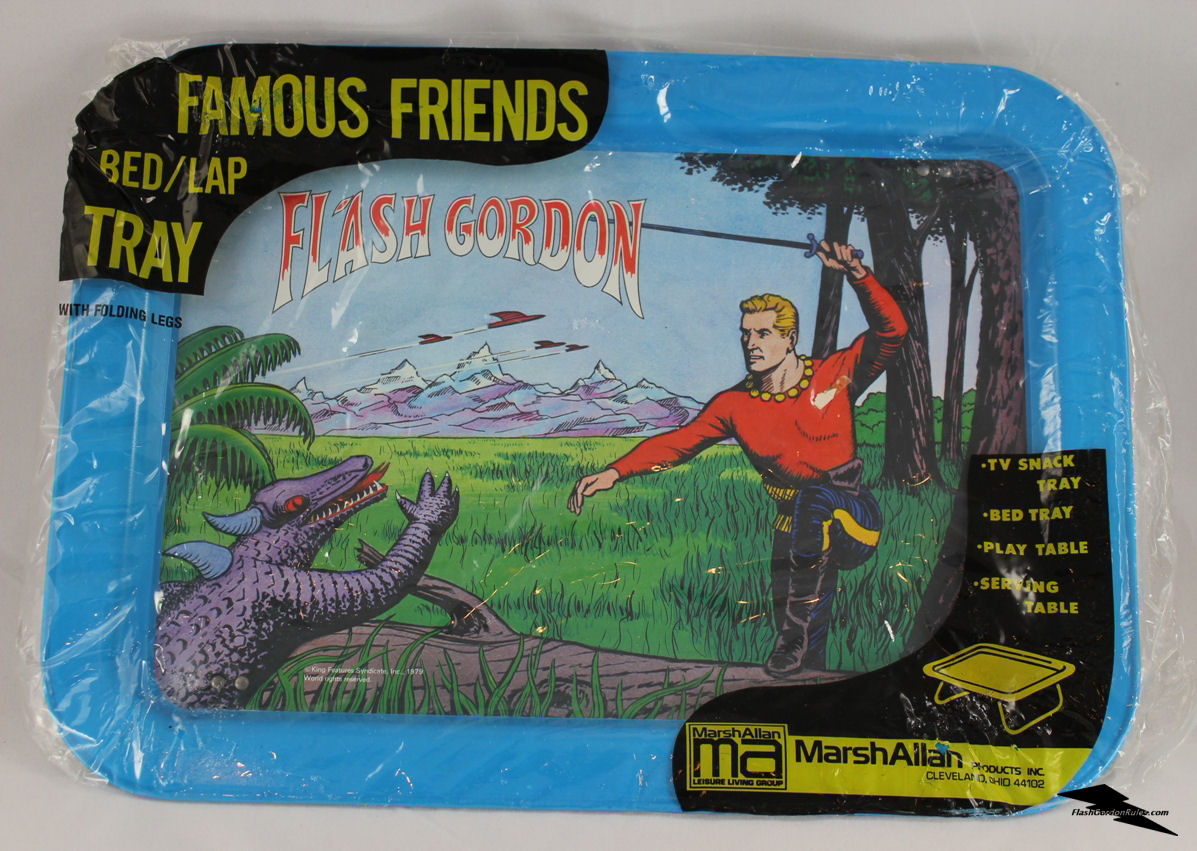 FAMOUS FRIENDS
BED/LAP
TRAY
WITH FOLDING LEGS
FLASH GORDON
•TV SNACK
TRAY
•BED TRAY
•PLAY TABLE
•SERVING
TABLE
©King Features Syndicate, Inc., 1979
World rights reserved.
MarshAllan
ma
LEISURE LIVING GROUP
MarshAllan PRODUCTS INC.
CLEVELAND, OHIO 44102
FlashGordonRules.com